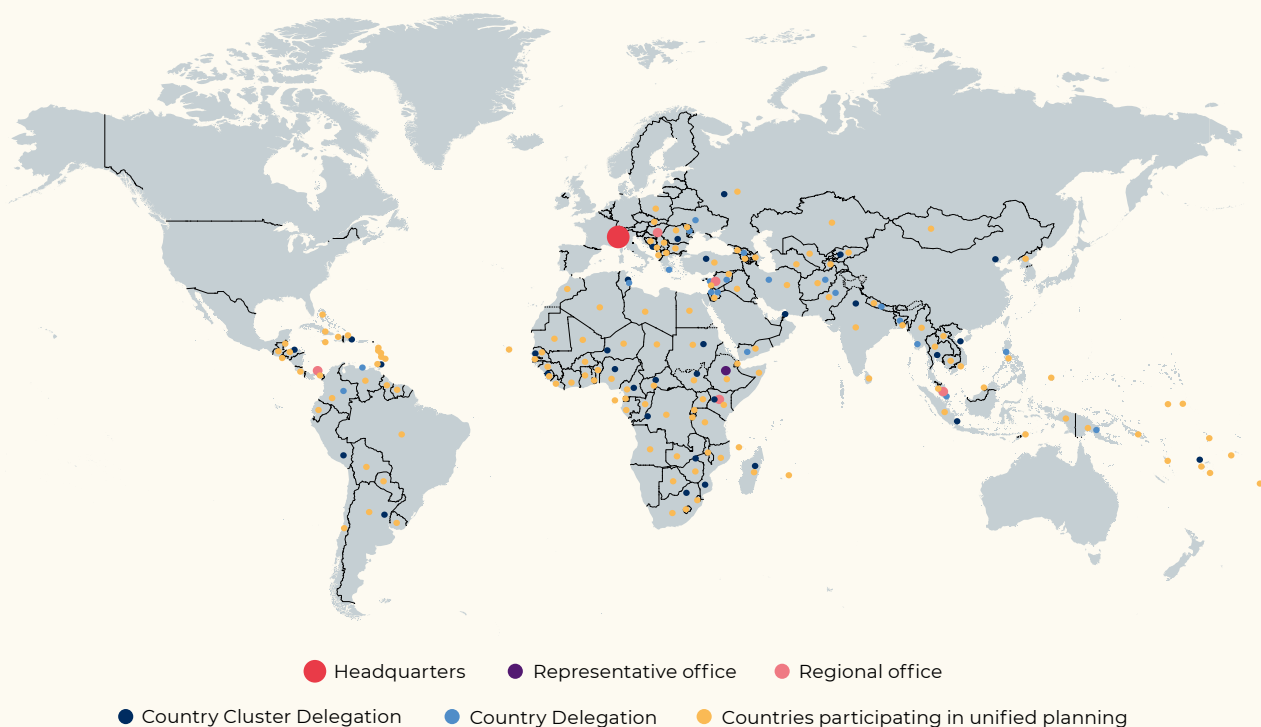 Headquarters Representative office Regional office
Country Cluster Delegation Country Delegation Countries participating in unified planning